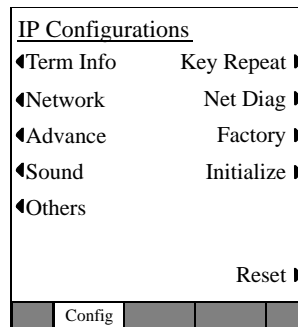 IP Configurations
Term Info Key Repeat
Network Net Diag
Advance Factory
Sound Initialize
Others
Reset
Config